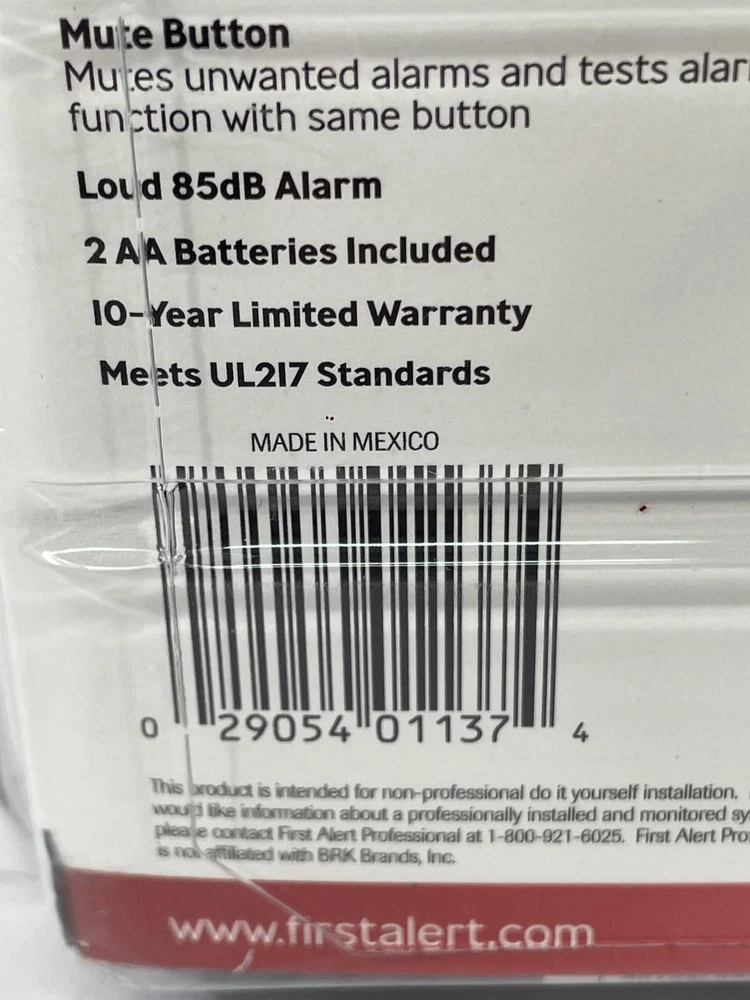 Mute Button
Mutes unwanted alarms and tests alar
function with same button
Loud 85dB Alarm
2 AA Batteries Included
10-Year Limited Warranty
Meets UL217 Standards
MADE IN MEXICO
0 29054 01137 4
This product is intended for non-professional do it yourself installation.
would like information about a professionally installed and monitored sy
please contact First Alert Professional at 1-800-921-6025. First Alert Pro
is not affiliated with BRK Brands, Inc.
www.firstalert.com